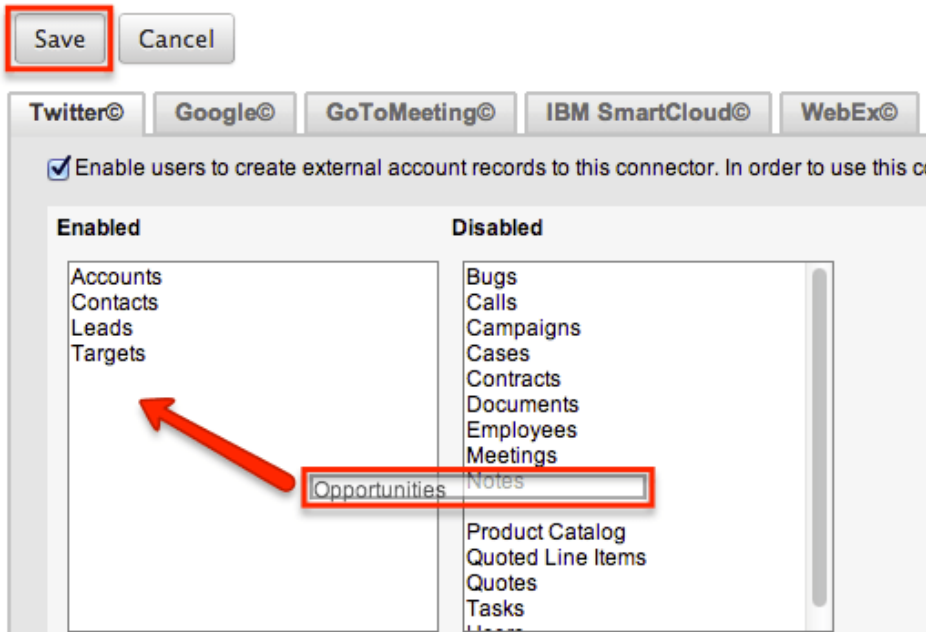 Save Cancel
Twitter© Google© GoToMeeting© IBM SmartCloud© WebEx©
Enable users to create external account records to this connector. In order to use this
Enabled Disabled
Accounts Bugs
Contacts Calls
Leads Campaigns
Targets Cases
Contracts
Documents
Employees
Meetings
Notes
Opportunities
Product Catalog
Quoted Line Items
Quotes
Tasks